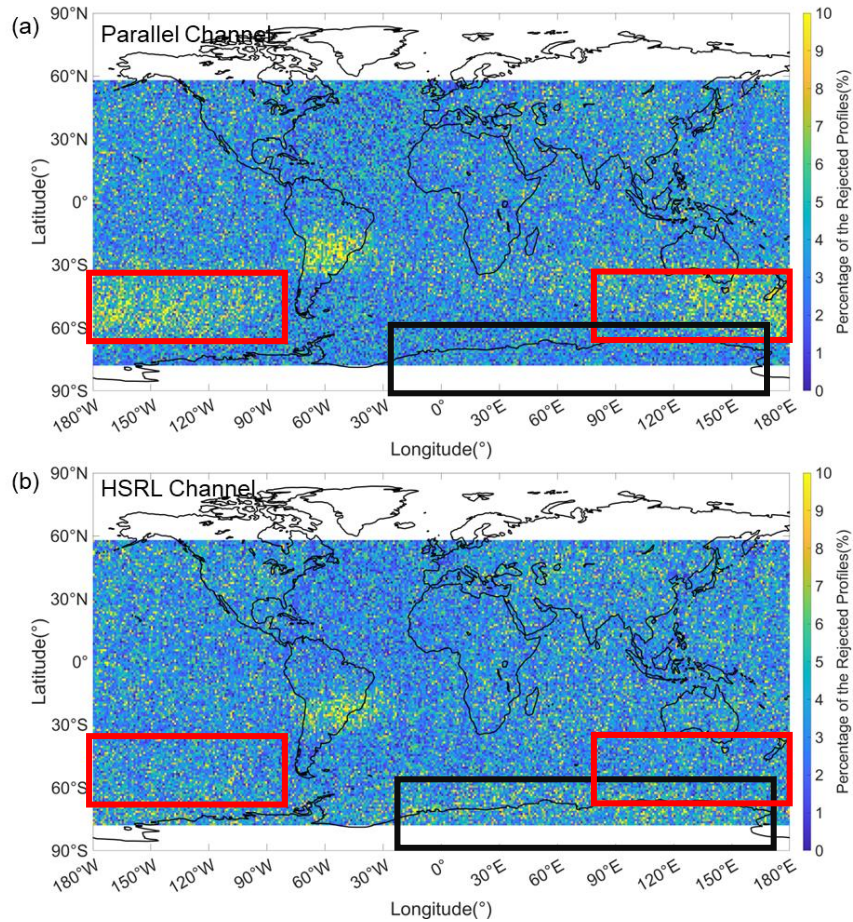 (a)
Parallel Channel
90°N
60°N
30°N
0°
30°S
60°S
90°S
Latitude(°)
180°W 150°W 120°W 90°W 60°W 30°W 0° 30°E 60°E 90°E 120°E 150°E 180°E
Longitude(°)
10
9
8
7
6
5
4
3
2
1
0
Percentage of the Rejected Profiles(%)
(b)
HSRL Channel
90°N
60°N
30°N
0°
30°S
60°S
90°S
Latitude(°)
180°W 150°W 120°W 90°W 60°W 30°W 0° 30°E 60°E 90°E 120°E 150°E 180°E
Longitude(°)
10
9
8
7
6
5
4
3
2
1
0
Percentage of the Rejected Profiles(%)